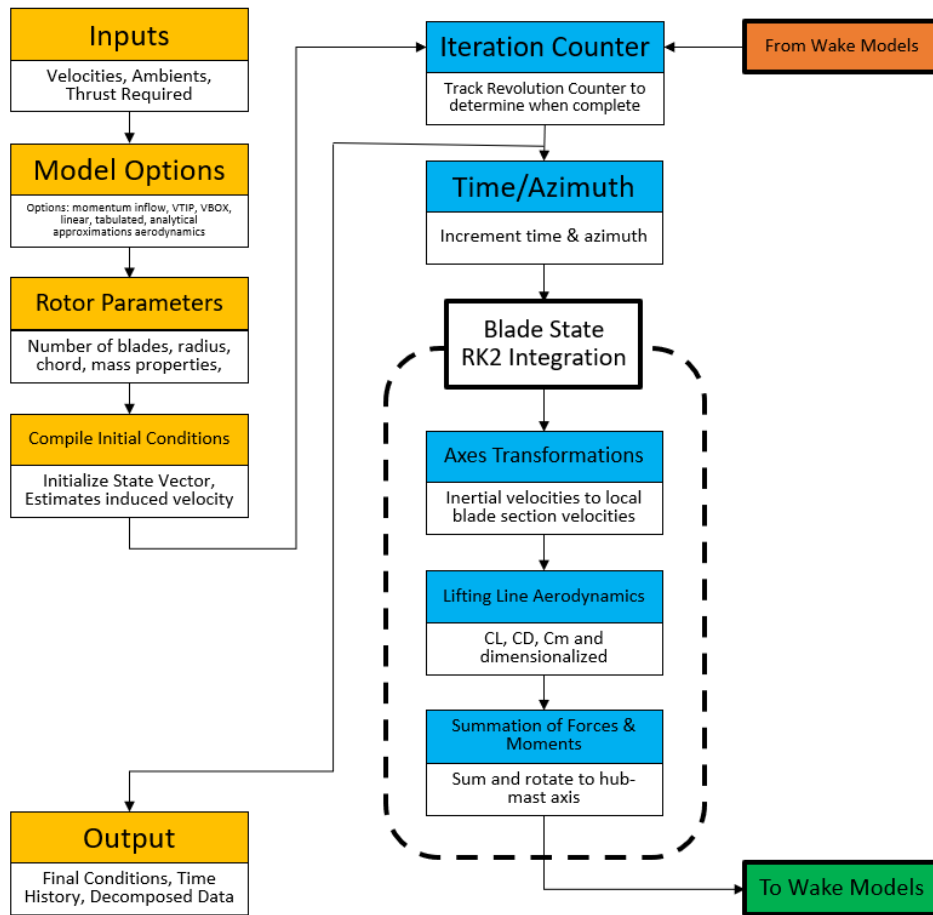 Inputs
Velocities, Ambients,
Thrust Required
Model Options
Options: momentum inflow, VTIP, VBOX,
linear, tabulated, analytical
approximations aerodynamics
Rotor Parameters
Number of blades, radius,
chord, mass properties,
Compile Initial Conditions
Initialize State Vector,
Estimates induced velocity
Output
Final Conditions, Time
History, Decomposed Data
Iteration Counter
Track Revolution Counter to
determine when complete
Time/Azimuth
Increment time & azimuth
Blade State
RK2 Integration
Axes Transformations
Inertial velocities to local
blade section velocities
Lifting Line Aerodynamics
CL, CD, Cm and
dimensionalized
Summation of Forces &
Moments
Sum and rotate to hub-
mast axis
From Wake Models
To Wake Models